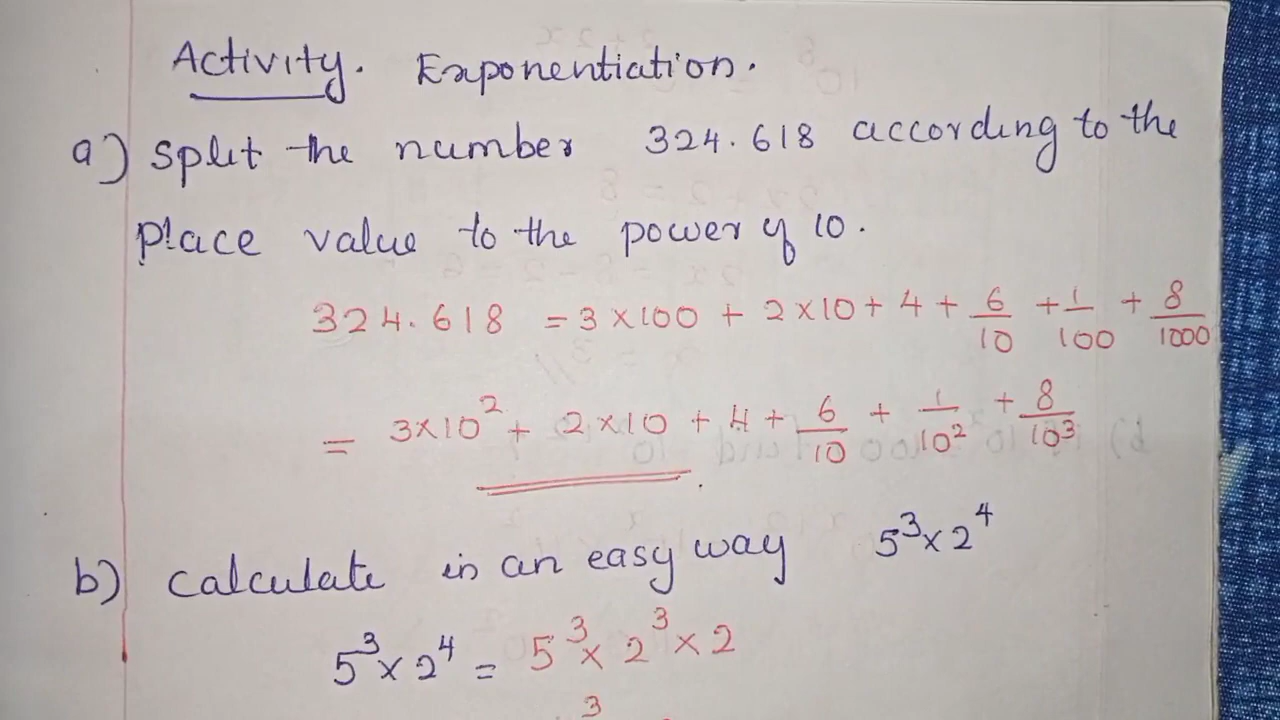 Activity. Exponentiation.
a) Split the number 324.618 according to the
place value to the power of 10.
324.618 = 3 × 100 + 2 × 10 + 4 + 6/10 + 1/100 + 8/1000
= 3×10² + 2×10 + 4 + 6/10 + 1/10² + 8/10³
b) Calculate in an easy way 5³×2⁴
5³×2⁴ = 5³×2³×2
3